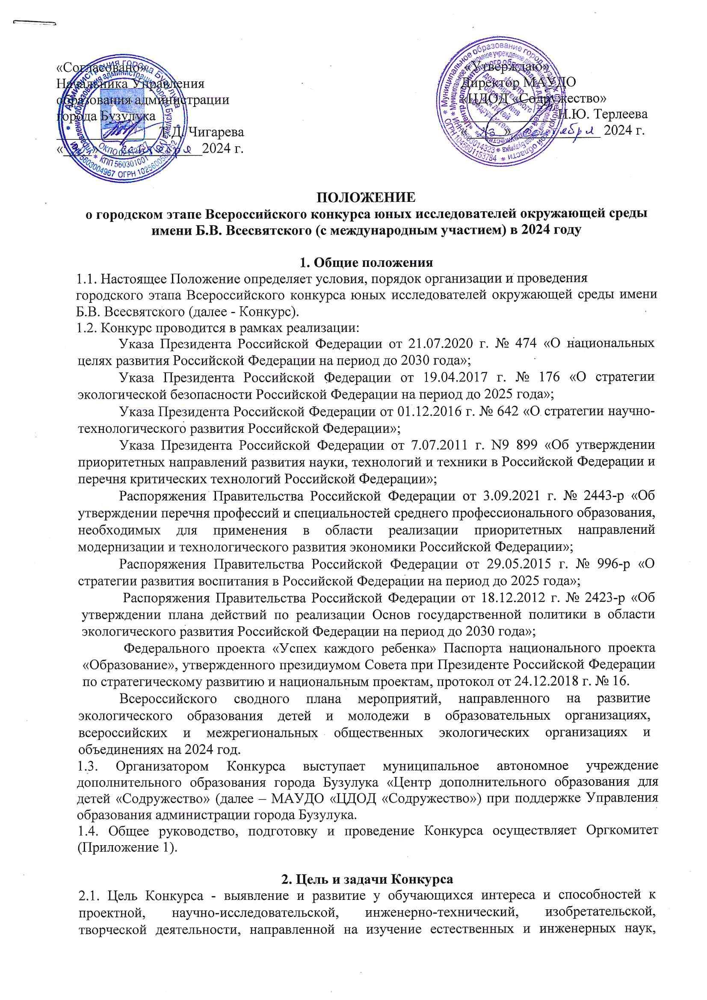 «Согласовано»
Начальника Управления
образования администрации
города Бузулука
Т.Д. Чигарева
« » сентября 2024 г.
«Утверждаю»
Директор МАУДО
«ЦДОД «Содружество»
Н.Ю. Терлеева
«13» сентября 2024 г.
ПОЛОЖЕНИЕ
о городском этапе Всероссийского конкурса юных исследователей окружающей среды
имени Б.В. Всесвятского (с международным участием) в 2024 году
1. Общие положения
1.1. Настоящее Положение определяет условия, порядок организации и проведения
городского этапа Всероссийского конкурса юных исследователей окружающей среды имени
Б.В. Всесвятского (далее - Конкурс).
1.2. Конкурс проводится в рамках реализации:
Указа Президента Российской Федерации от 21.07.2020 г. № 474 «О национальных
целях развития Российской Федерации на период до 2030 года»;
Указа Президента Российской Федерации от 19.04.2017 г. № 176 «О стратегии
экологической безопасности Российской Федерации на период до 2025 года»;
Указа Президента Российской Федерации от 01.12.2016 г. № 642 «О стратегии научно-
технологического развития Российской Федерации»;
Указа Президента Российской Федерации от 7.07.2011 г. N9 899 «Об утверждении
приоритетных направлений развития науки, технологий и техники в Российской Федерации и
перечня критических технологий Российской Федерации»;
Распоряжения Правительства Российской Федерации от 3.09.2021 г. № 2443-р «Об
утверждении перечня профессий и специальностей среднего профессионального образования,
необходимых для применения в области реализации приоритетных направлений
модернизации и технологического развития экономики Российской Федерации»;
Распоряжения Правительства Российской Федерации от 29.05.2015 г. № 996-р «О
стратегии развития воспитания в Российской Федерации на период до 2025 года»;
Распоряжения Правительства Российской Федерации от 18.12.2012 г. № 2423-р «Об
утверждении плана действий по реализации Основ государственной политики в области
экологического развития Российской Федерации на период до 2030 года»;
Федерального проекта «Успех каждого ребенка» Паспорта национального проекта
«Образование», утвержденного президиумом Совета при Президенте Российской Федерации
по стратегическому развитию и национальным проектам, протокол от 24.12.2018 г. № 16.
Всероссийского сводного плана мероприятий, направленного на развитие
экологического образования детей и молодежи в образовательных организациях,
всероссийских и межрегиональных общественных экологических организациях и
объединениях на 2024 год.
1.3. Организатором Конкурса выступает муниципальное автономное учреждение
дополнительного образования города Бузулука «Центр дополнительного образования для
детей «Содружество» (далее – МАУДО «ЦДОД «Содружество») при поддержке Управления
образования администрации города Бузулука.
1.4. Общее руководство, подготовку и проведение Конкурса осуществляет Оргкомитет
(Приложение 1).
2. Цель и задачи Конкурса
2.1. Цель Конкурса - выявление и развитие у обучающихся интереса и способностей к
проектной, научно-исследовательской, инженерно-технический, изобретательской,
творческой деятельности, направленной на изучение естественных и инженерных наук,